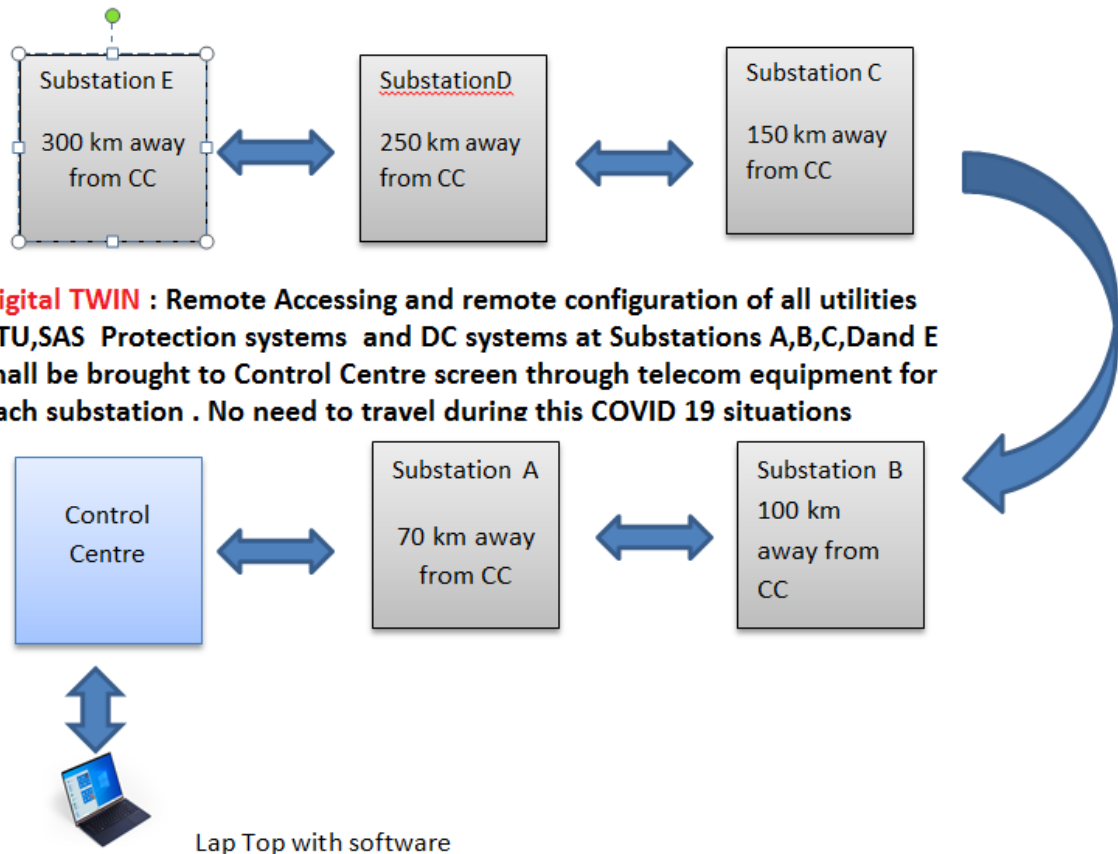 Substation E
300 km away
from CC
SubstationD
250 km away
from CC
Substation C
150 km away
from CC
igital TWIN : Remote Accessing and remote configuration of all utilities
TU,SAS Protection systems and DC systems at Substations A,B,C,Dand E
hall be brought to Control Centre screen through telecom equipment for
ach substation . No need to travel during this COVID 19 situations
Control
Centre
Substation A
70 km away
from CC
Substation B
100 km
away from
CC
Lap Top with software